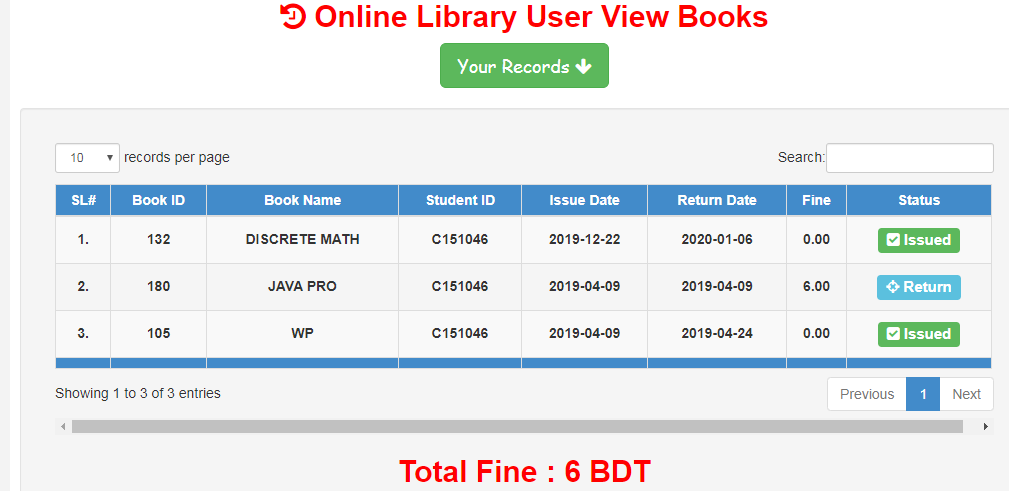 Online Library User View Books
Your Records
10 records per page Search:
SL# Book ID Book Name Student ID Issue Date Return Date Fine Status
1. 132 DISCRETE MATH C151046 2019-12-22 2020-01-06 0.00 Issued
2. 180 JAVA PRO C151046 2019-04-09 2019-04-09 6.00 Return
3. 105 WP C151046 2019-04-09 2019-04-24 0.00 Issued
Showing 1 to 3 of 3 entries Previous 1 Next
Total Fine : 6 BDT